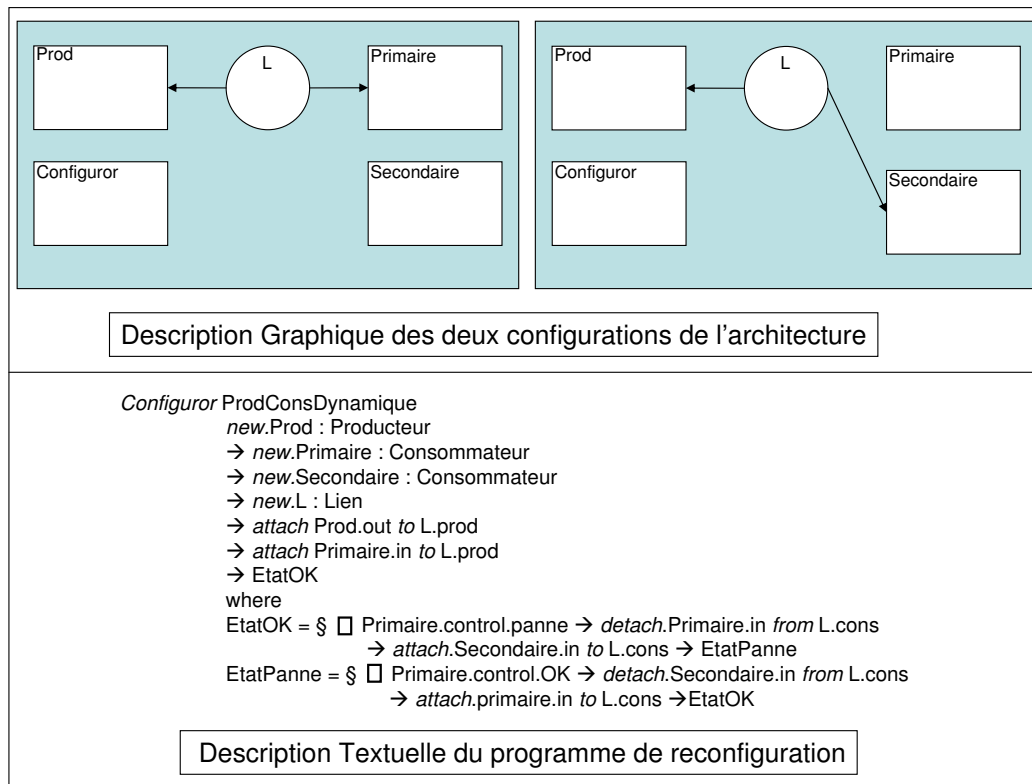 Prod
L
Primaire
Configuror
Secondaire
Prod
L
Primaire
Configuror
Secondaire
Description Graphique des deux configurations de l'architecture
Configuror ProdConsDynamique
new.Prod : Producteur
→ new.Primaire : Consommateur
→ new.Secondaire : Consommateur
→ new.L : Lien
→ attach Prod.out to L.prod
→ attach Primaire.in to L.prod
→ EtatOK
where
EtatOK = § □ Primaire.control.panne → detach.Primaire.in from L.cons
→ attach.Secondaire.in to L.cons → EtatPanne
EtatPanne = § □ Primaire.control.OK → detach.Secondaire.in from L.cons
→ attach.primaire.in to L.cons →EtatOK
Description Textuelle du programme de reconfiguration